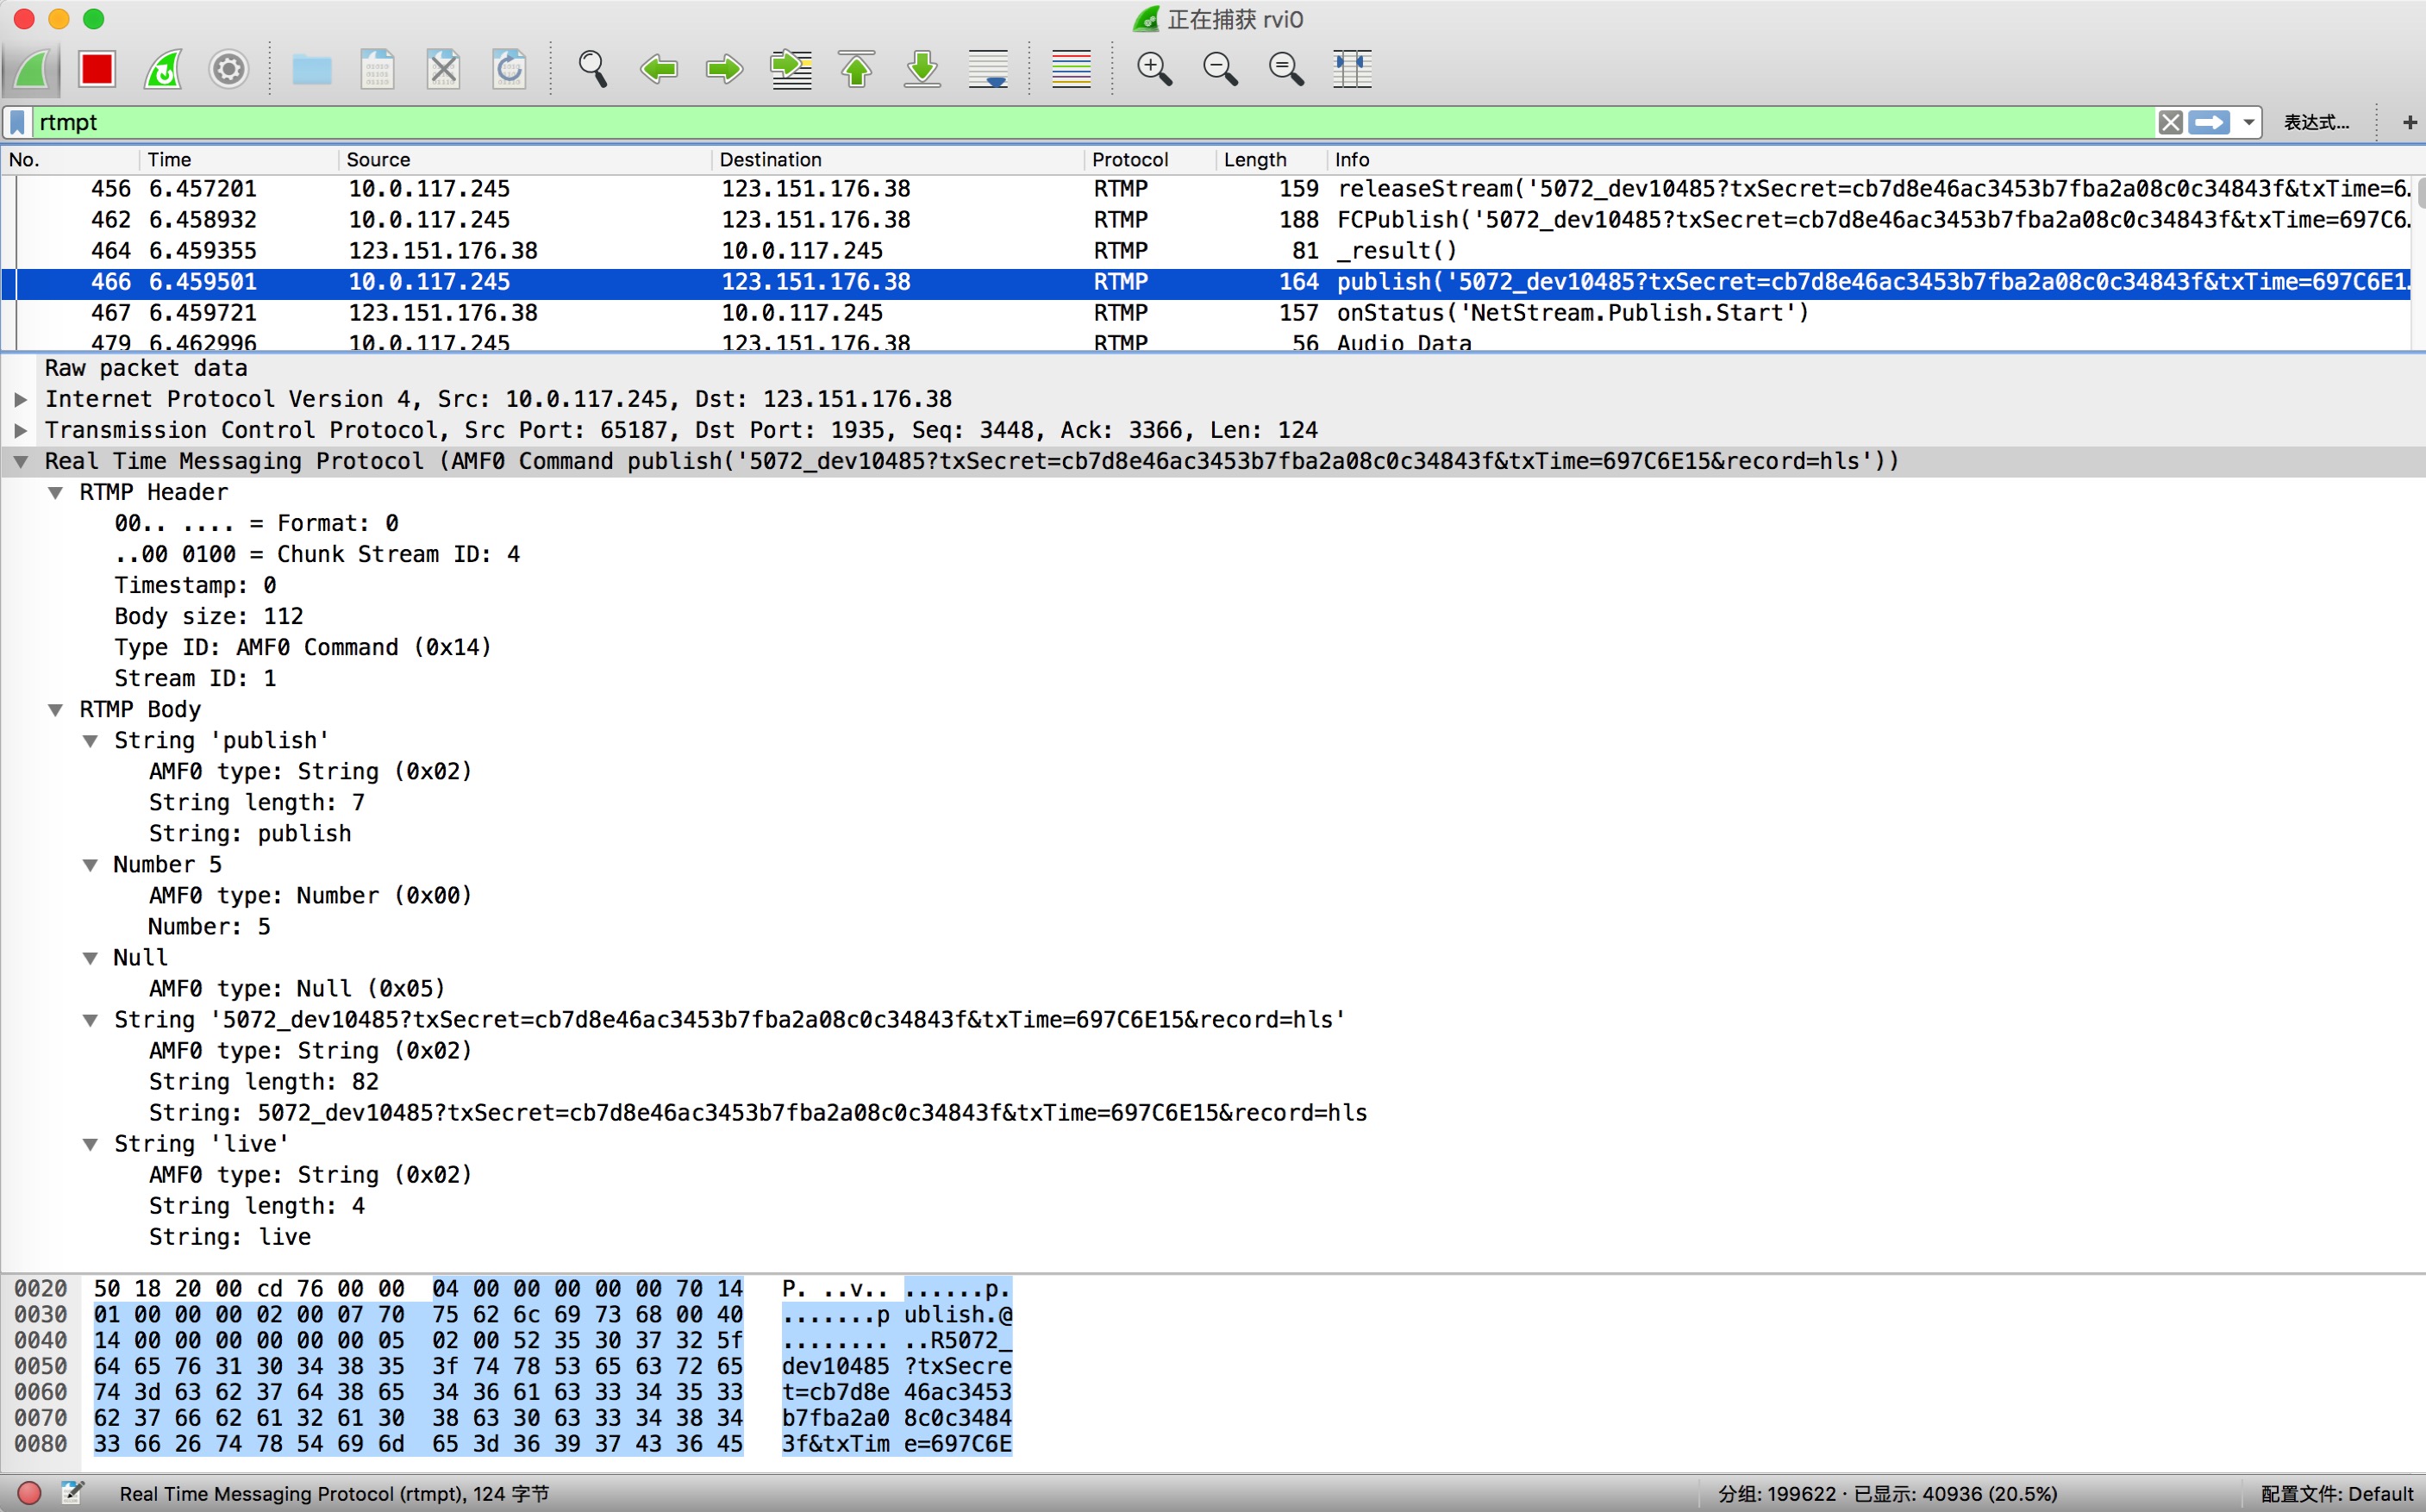 正在捕获 rvi0
rtmpt
表达式... +
No. Time Source Destination Protocol Length Info
456 6.457201 10.0.117.245 123.151.176.38 RTMP 159 releaseStream('5072_dev10485?txSecret=cb7d8e46ac3453b7fba2a08c0c34843f&txTime=6…
462 6.458932 10.0.117.245 123.151.176.38 RTMP 188 FCPublish('5072_dev10485?txSecret=cb7d8e46ac3453b7fba2a08c0c34843f&txTime=697C6…
464 6.459355 123.151.176.38 10.0.117.245 RTMP 81 _result()
466 6.459501 10.0.117.245 123.151.176.38 RTMP 164 publish('5072_dev10485?txSecret=cb7d8e46ac3453b7fba2a08c0c34843f&txTime=697C6E1…
467 6.459721 123.151.176.38 10.0.117.245 RTMP 157 onStatus('NetStream.Publish.Start')
479 6.462996 10.0.117.245 123.151.176.38 RTMP 56 Audio Data
Raw packet data
Internet Protocol Version 4, Src: 10.0.117.245, Dst: 123.151.176.38
Transmission Control Protocol, Src Port: 65187, Dst Port: 1935, Seq: 3448, Ack: 3366, Len: 124
Real Time Messaging Protocol (AMF0 Command publish('5072_dev10485?txSecret=cb7d8e46ac3453b7fba2a08c0c34843f&txTime=697C6E15&record=hls'))
RTMP Header
00.. .... = Format: 0
..00 0100 = Chunk Stream ID: 4
Timestamp: 0
Body size: 112
Type ID: AMF0 Command (0x14)
Stream ID: 1
RTMP Body
String 'publish'
AMF0 type: String (0x02)
String length: 7
String: publish
Number 5
AMF0 type: Number (0x00)
Number: 5
Null
AMF0 type: Null (0x05)
String '5072_dev10485?txSecret=cb7d8e46ac3453b7fba2a08c0c34843f&txTime=697C6E15&record=hls'
AMF0 type: String (0x02)
String length: 82
String: 5072_dev10485?txSecret=cb7d8e46ac3453b7fba2a08c0c34843f&txTime=697C6E15&record=hls
String 'live'
AMF0 type: String (0x02)
String length: 4
String: live
0020 50 18 20 00 cd 76 00 00 04 00 00 00 00 00 70 14 P. ..v.. ......p.
0030 01 00 00 00 02 00 07 70 75 62 6c 69 73 68 00 40 .......p ublish.@
0040 14 00 00 00 00 00 00 05 02 00 52 35 30 37 32 5f ........ ..R5072_
0050 64 65 76 31 30 34 38 35 3f 74 78 53 65 63 72 65 dev10485 ?txSecre
0060 74 3d 63 62 37 64 38 65 34 36 61 63 33 34 35 33 t=cb7d8e 46ac3453
0070 62 37 66 62 61 32 61 30 38 63 30 63 33 34 38 34 b7fba2a0 8c0c3484
0080 33 66 26 74 78 54 69 6d 65 3d 36 39 37 43 36 45 3f&txTim e=697C6E
Real Time Messaging Protocol (rtmpt), 124 字节 分组: 199622 · 已显示: 40936 (20.5%) 配置文件: Default